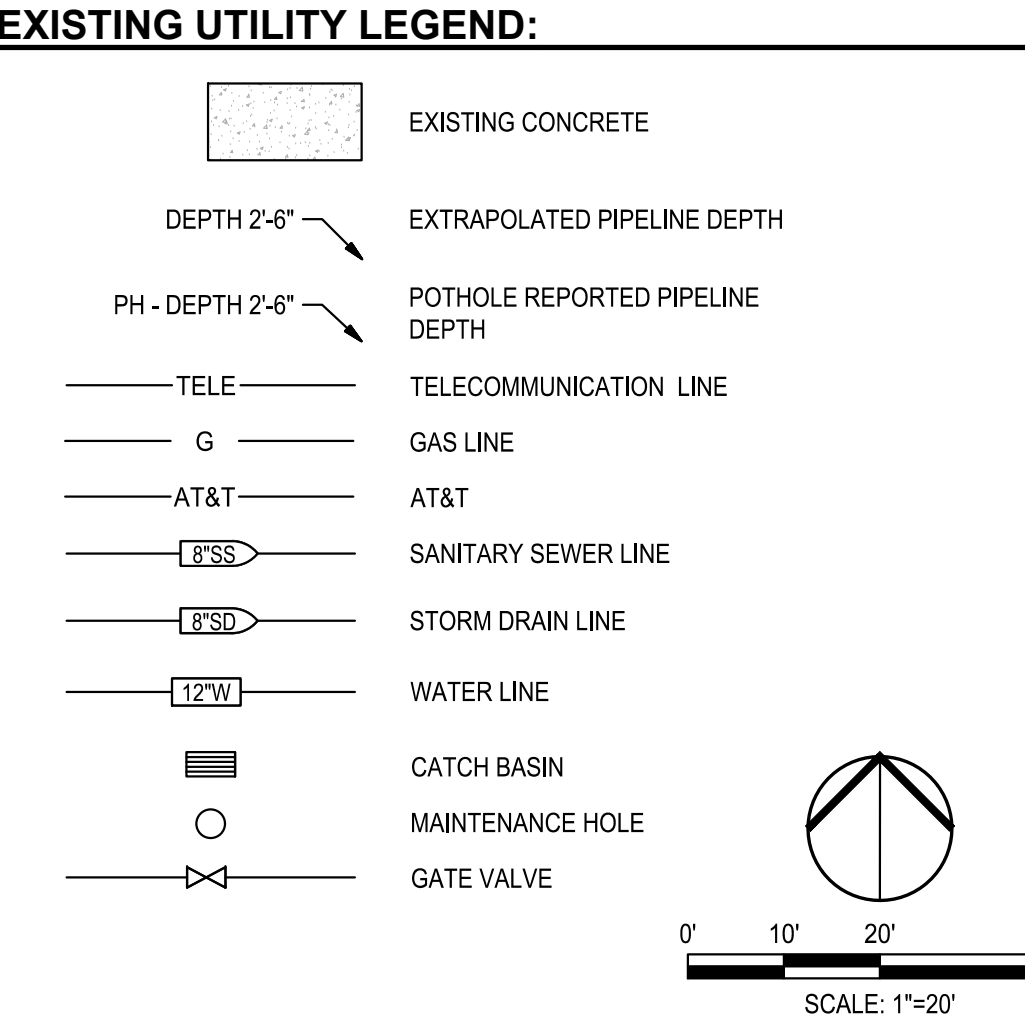 EXISTING UTILITY LEGEND:
EXISTING CONCRETE
DEPTH 2'-6" EXTRAPOLATED PIPELINE DEPTH
PH - DEPTH 2'-6" POTHOLE REPORTED PIPELINE
DEPTH
TELE TELECOMMUNICATION LINE
G GAS LINE
AT&T AT&T
8"SS SANITARY SEWER LINE
8"SD STORM DRAIN LINE
12"W WATER LINE
CATCH BASIN
MAINTENANCE HOLE
GATE VALVE
0' 10' 20'
SCALE: 1"=20'